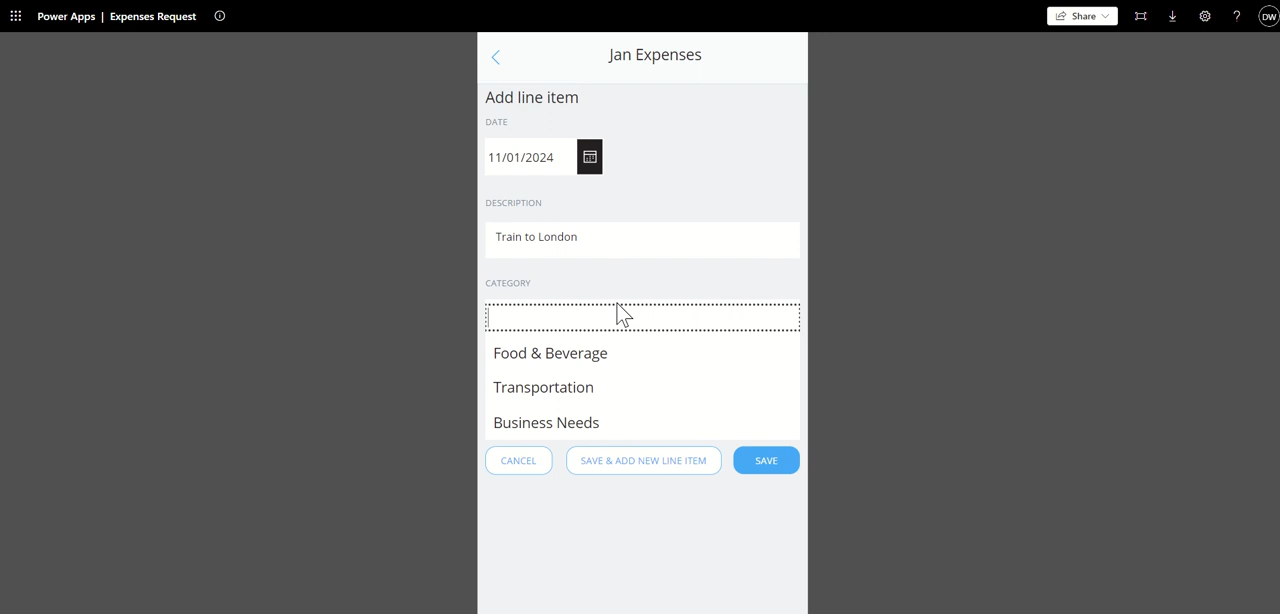 Power Apps | Expenses Request
Share
?
DW
Jan Expenses
Add line item
DATE
11/01/2024
DESCRIPTION
Train to London
CATEGORY
Food & Beverage
Transportation
Business Needs
CANCEL
SAVE & ADD NEW LINE ITEM
SAVE